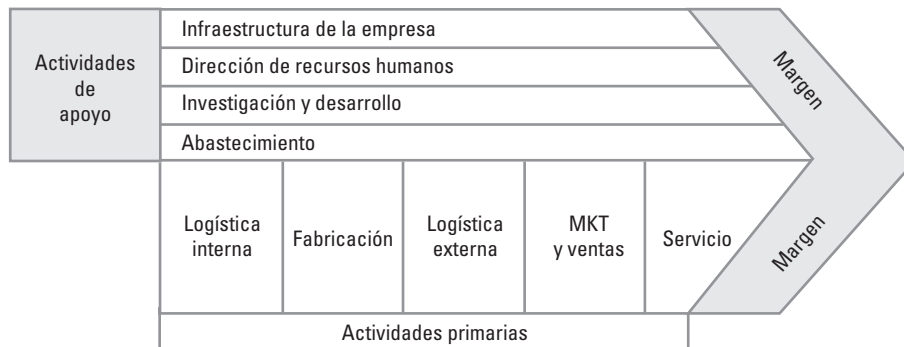 Infraestructura de la empresa
Actividades
de
apoyo
Dirección de recursos humanos
Investigación y desarrollo
Abastecimiento
Margen
Logística
interna
Fabricación
Logística
externa
MKT
y ventas
Servicio
Margen
Actividades primarias